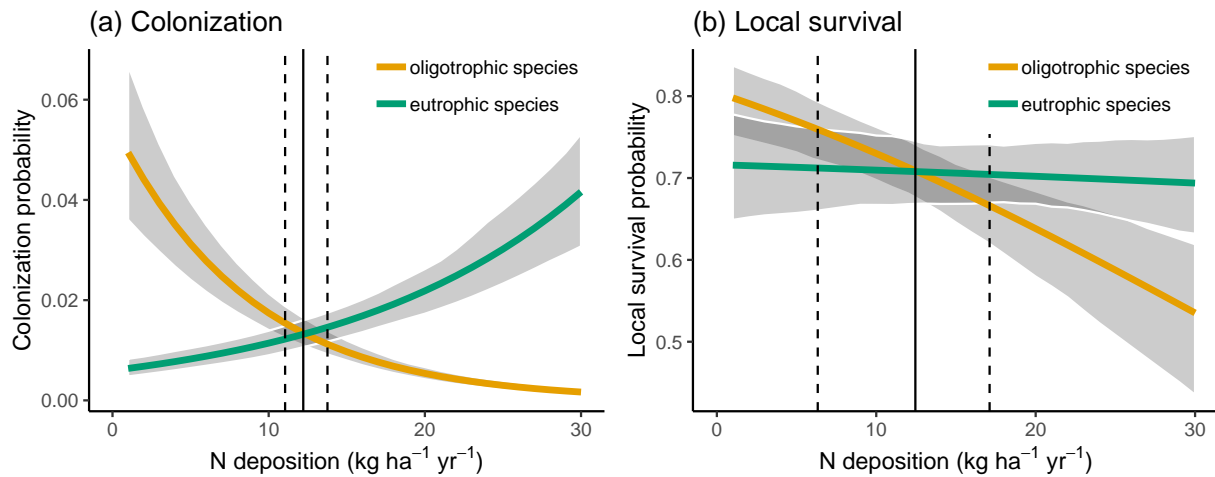 (a) Colonization
oligotrophic species
eutrophic species
Colonization probability
0.06
0.04
0.02
0.00
0
10
20
30
N deposition (kg ha⁻¹ yr⁻¹)
(b) Local survival
oligotrophic species
eutrophic species
Local survival probability
0.8
0.7
0.6
0.5
0
10
20
30
N deposition (kg ha⁻¹ yr⁻¹)